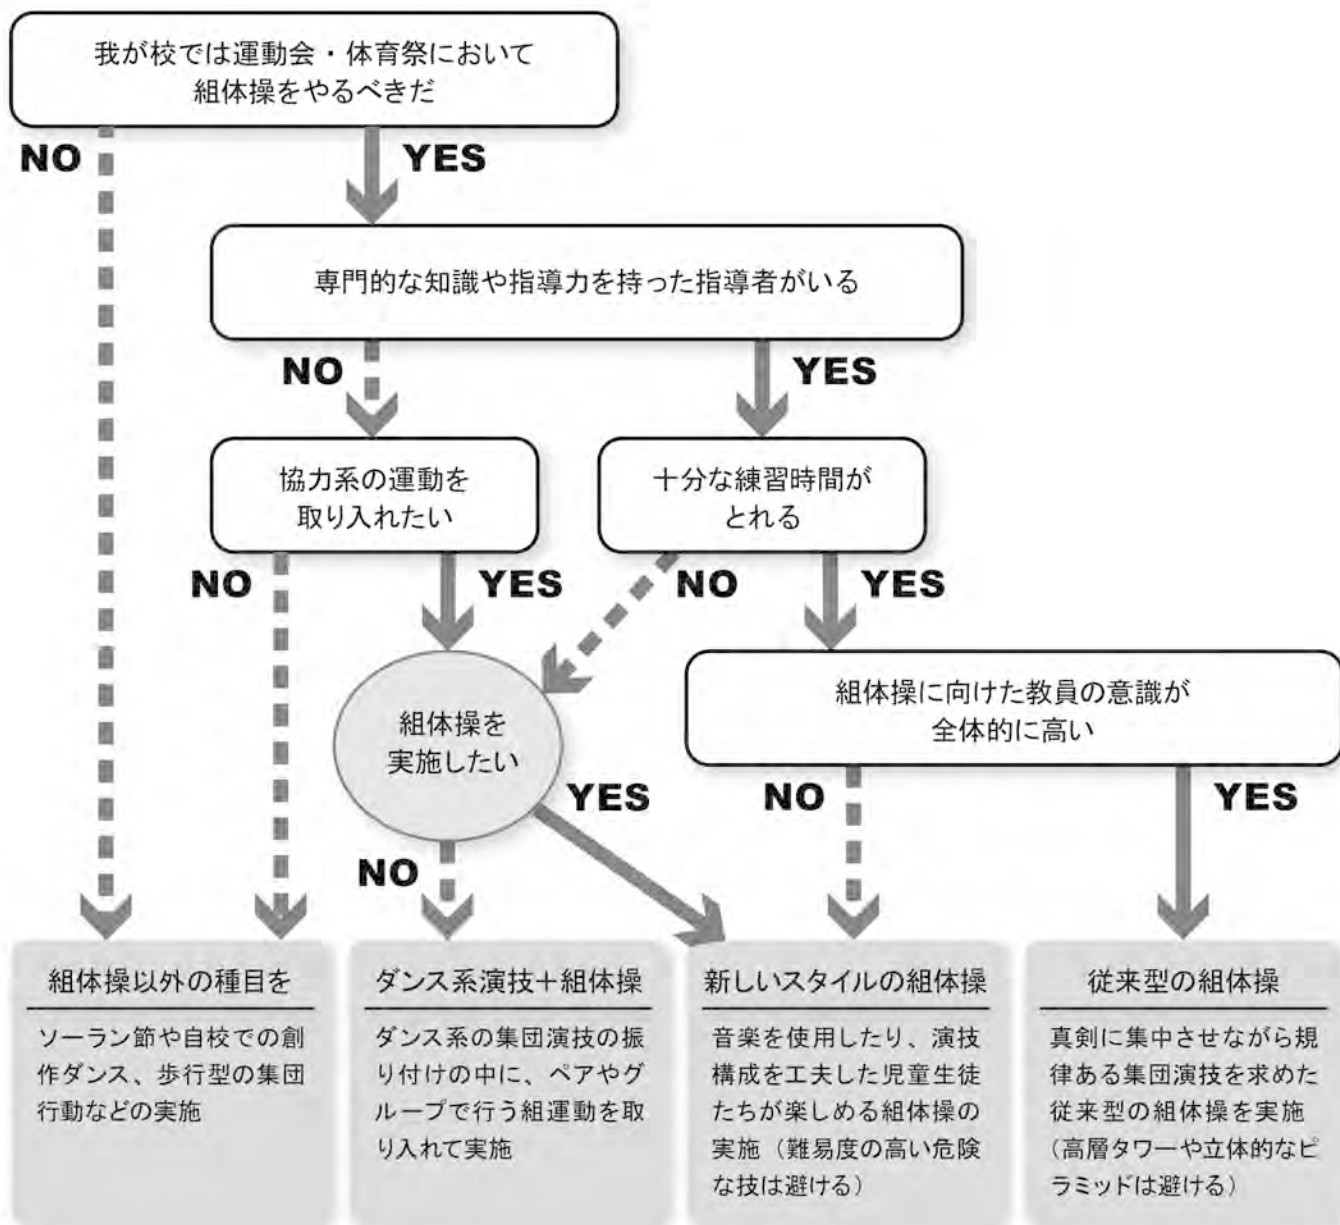 我が校では運動会・体育祭において
組体操をやるべきだ
NO
YES
専門的な知識や指導力を持った指導者がいる
NO
YES
協力系の運動を
取り入れたい
十分な練習時間が
とれる
NO
YES
NO
YES
組体操を
実施したい
組体操に向けた教員の意識が
全体的に高い
NO
YES
NO
YES
組体操以外の種目を
ソーラン節や自校での創
作ダンス、歩行型の集団
行動などの実施
ダンス系演技＋組体操
ダンス系の集団演技の振
り付けの中に、ペアやグ
ループで行う組運動を取
り入れて実施
新しいスタイルの組体操
音楽を使用したり、演技
構成を工夫した児童生徒
たちが楽しめる組体操の
実施（難易度の高い危険
な技は避ける）
従来型の組体操
真剣に集中させながら規
律ある集団演技を求めた
従来型の組体操を実施
（高層タワーや立体的なピ
ラミッドは避ける）